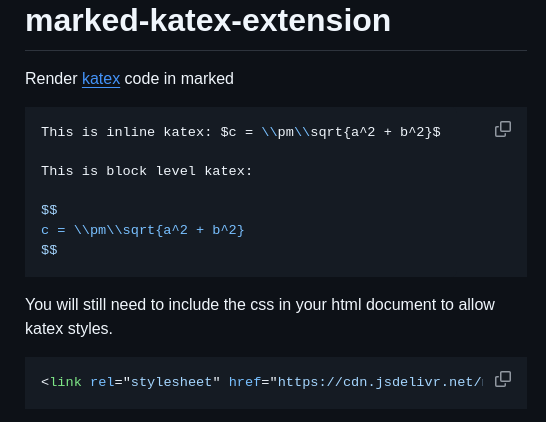 marked-katex-extension
Render katex code in marked
This is inline katex: $c = \\pm\\sqrt{a^2 + b^2}$
This is block level katex:
$$
c = \\pm\\sqrt{a^2 + b^2}
$$
You will still need to include the css in your html document to allow
katex styles.
<link rel="stylesheet" href="https://cdn.jsdelivr.net/